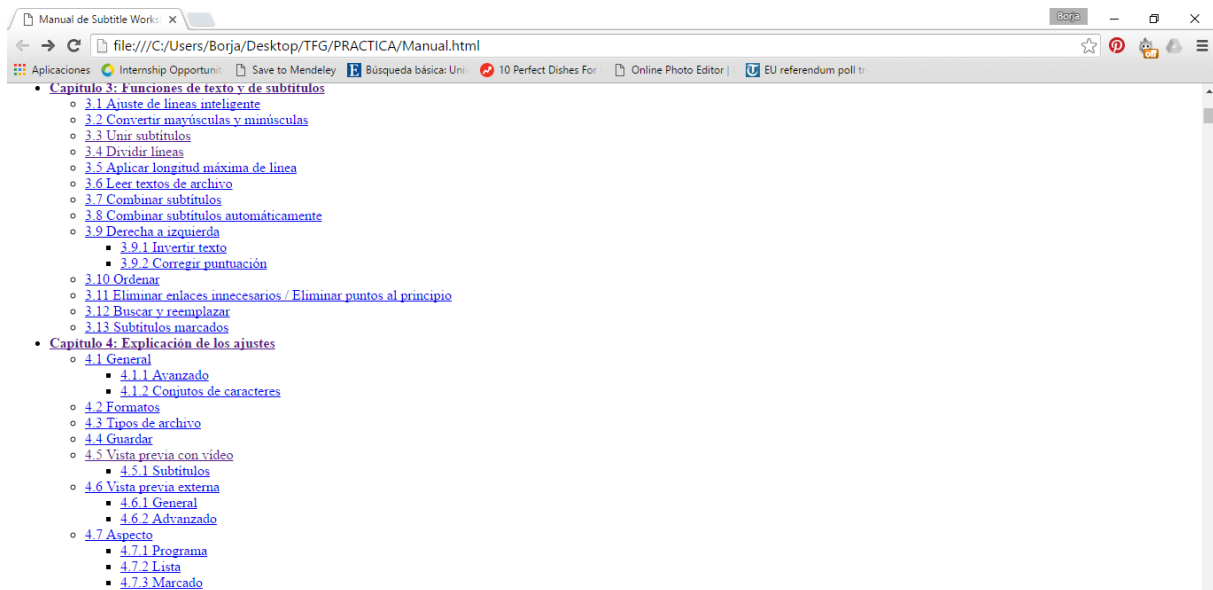 Manual de Subtitle Works
Borja
file:///C:/Users/Borja/Desktop/TFG/PRACTICA/Manual.html
Aplicaciones Internship Opportunit Save to Mendeley Búsqueda básica: Uni 10 Perfect Dishes For Online Photo Editor | EU referendum poll tr
Capítulo 3: Funciones de texto y de subtítulos
3.1 Ajuste de líneas inteligente
3.2 Convertir mayúsculas y minúsculas
3.3 Unir subtítulos
3.4 Dividir líneas
3.5 Aplicar longitud máxima de línea
3.6 Leer textos de archivo
3.7 Combinar subtítulos
3.8 Combinar subtítulos automáticamente
3.9 Derecha a izquierda
3.9.1 Invertir texto
3.9.2 Corregir puntuación
3.10 Ordenar
3.11 Eliminar enlaces innecesarios / Eliminar puntos al principio
3.12 Buscar y reemplazar
3.13 Subtítulos marcados
Capítulo 4: Explicación de los ajustes
4.1 General
4.1.1 Avanzado
4.1.2 Conjutos de caracteres
4.2 Formatos
4.3 Tipos de archivo
4.4 Guardar
4.5 Vista previa con vídeo
4.5.1 Subtítulos
4.6 Vista previa externa
4.6.1 General
4.6.2 Advanzado
4.7 Aspecto
4.7.1 Programa
4.7.2 Lista
4.7.3 Marcado